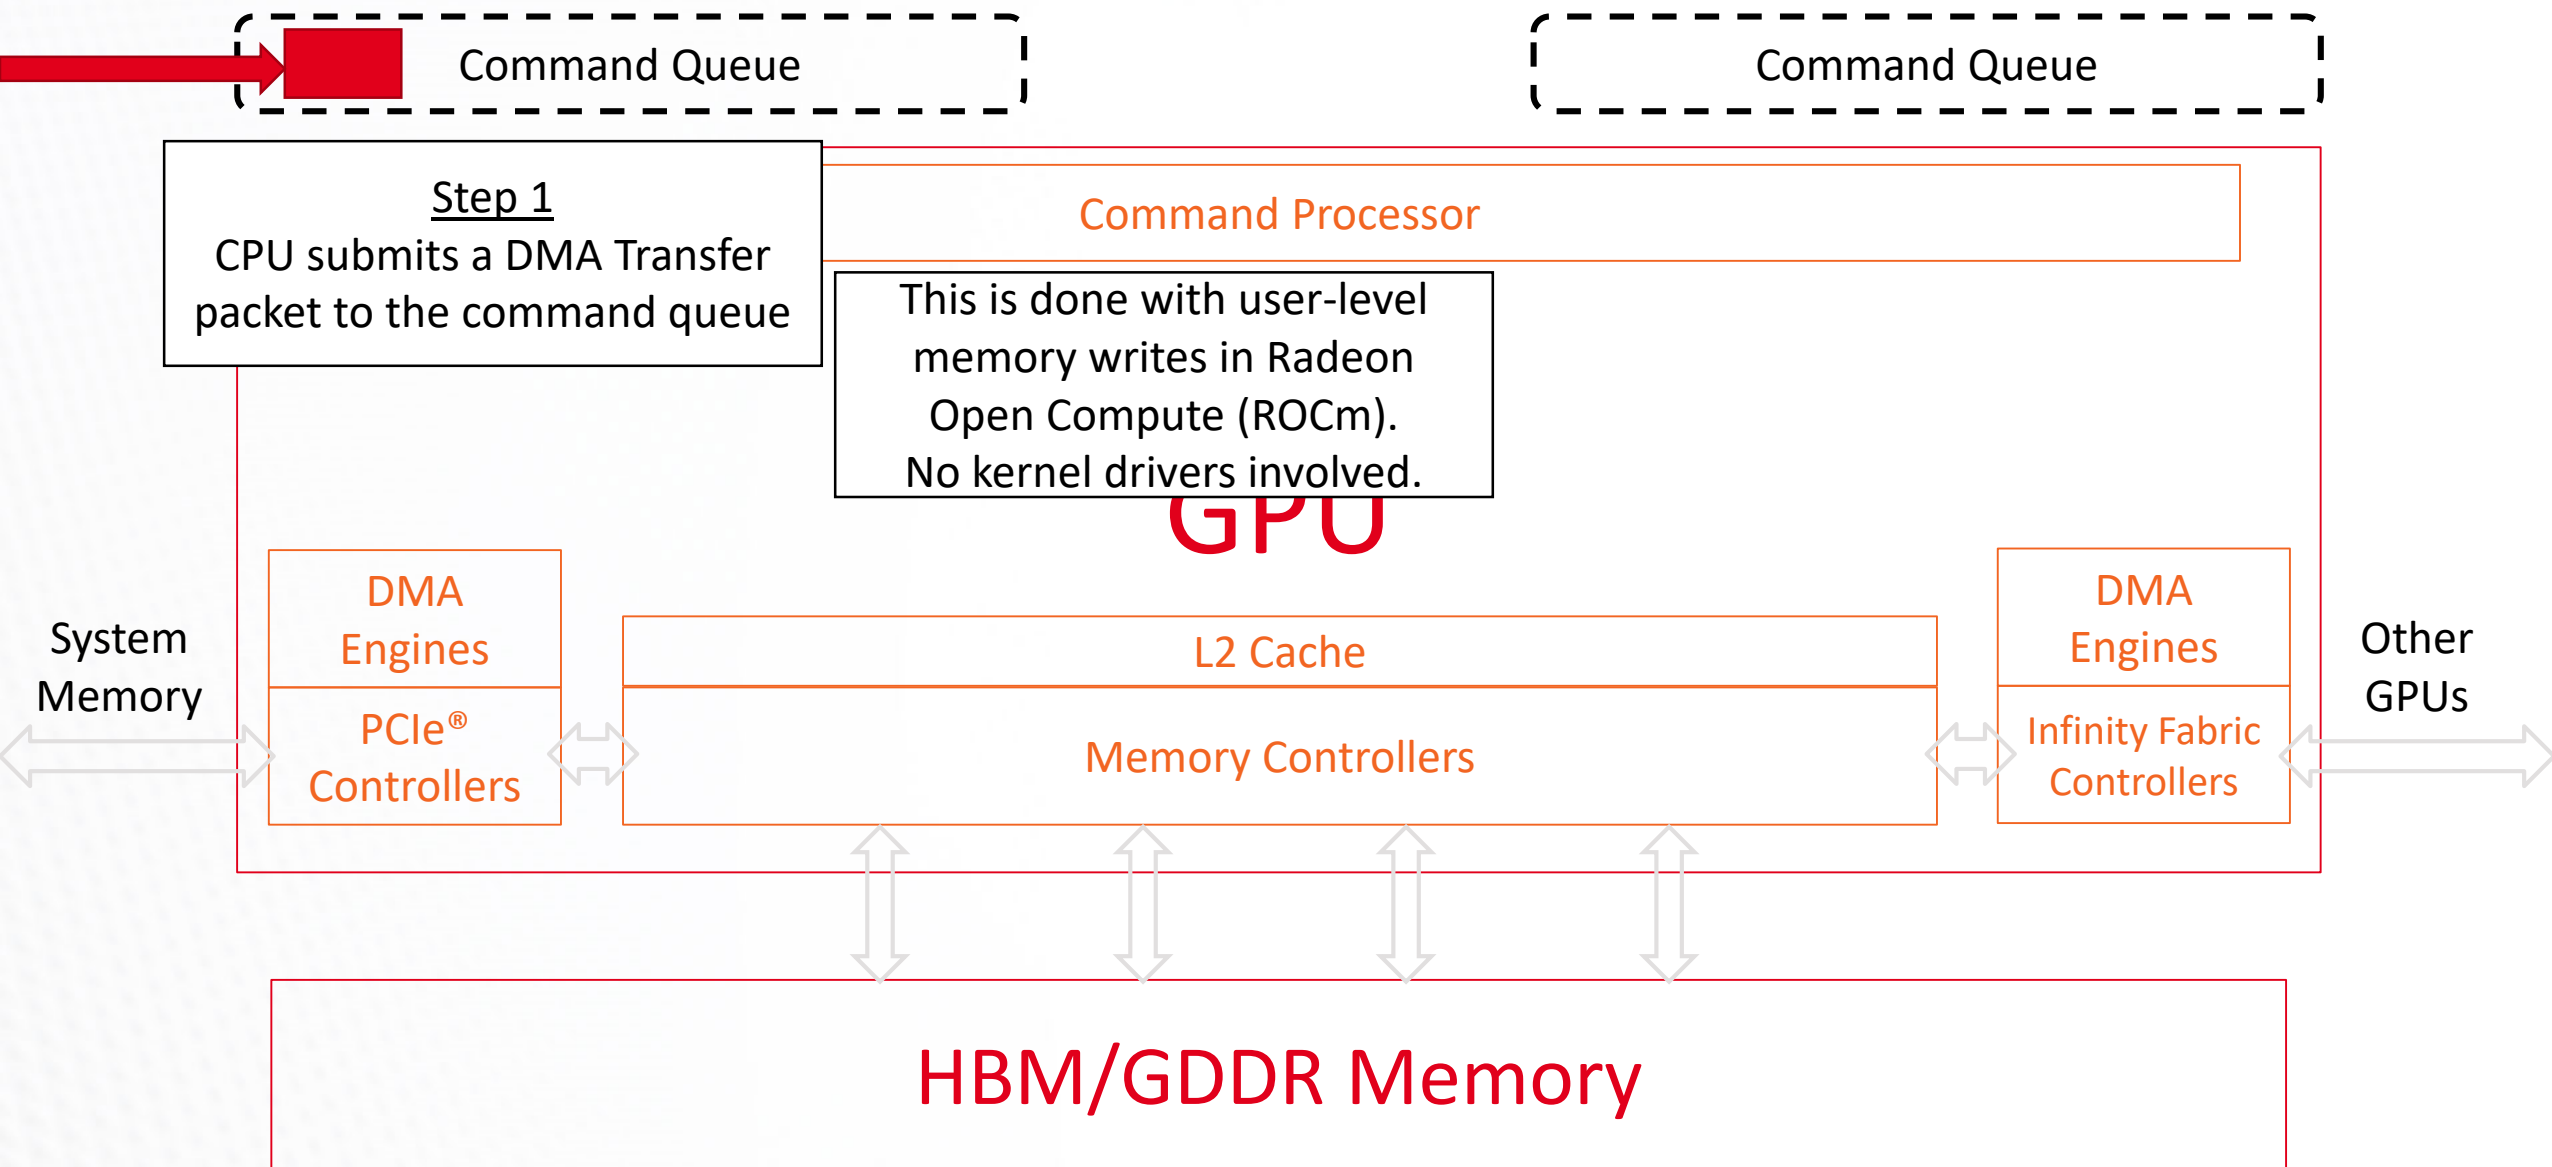 Command Queue
Command Queue
Step 1
CPU submits a DMA Transfer
packet to the command queue
Command Processor
This is done with user-level
memory writes in Radeon
Open Compute (ROCm).
No kernel drivers involved.
GPU
System
Memory
DMA
Engines
PCIe®
Controllers
L2 Cache
Memory Controllers
DMA
Engines
Infinity Fabric
Controllers
Other
GPUs
HBM/GDDR Memory